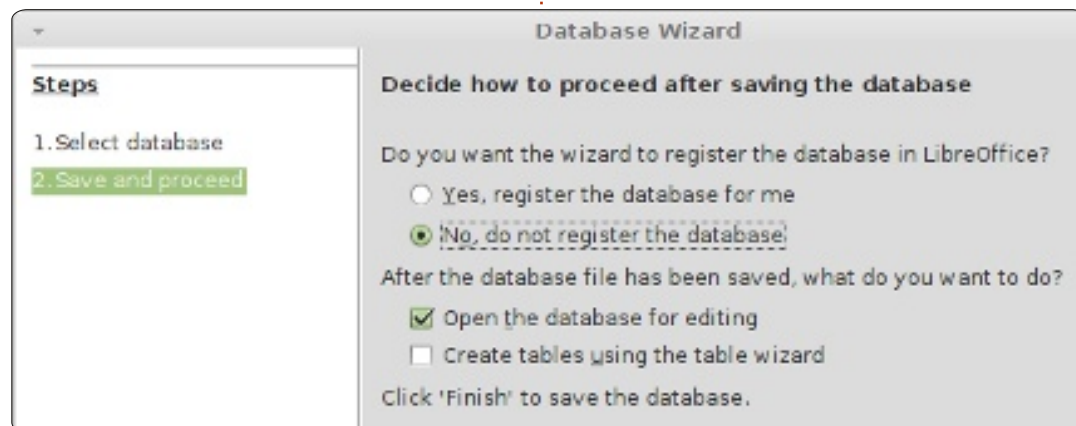 Database Wizard
Steps
1.Select database
2.Save and proceed
Decide how to proceed after saving the database
Do you want the wizard to register the database in LibreOffice?
Yes, register the database for me
No, do not register the database
After the database file has been saved, what do you want to do?
Open the database for editing
Create tables using the table wizard
Click 'Finish' to save the database.